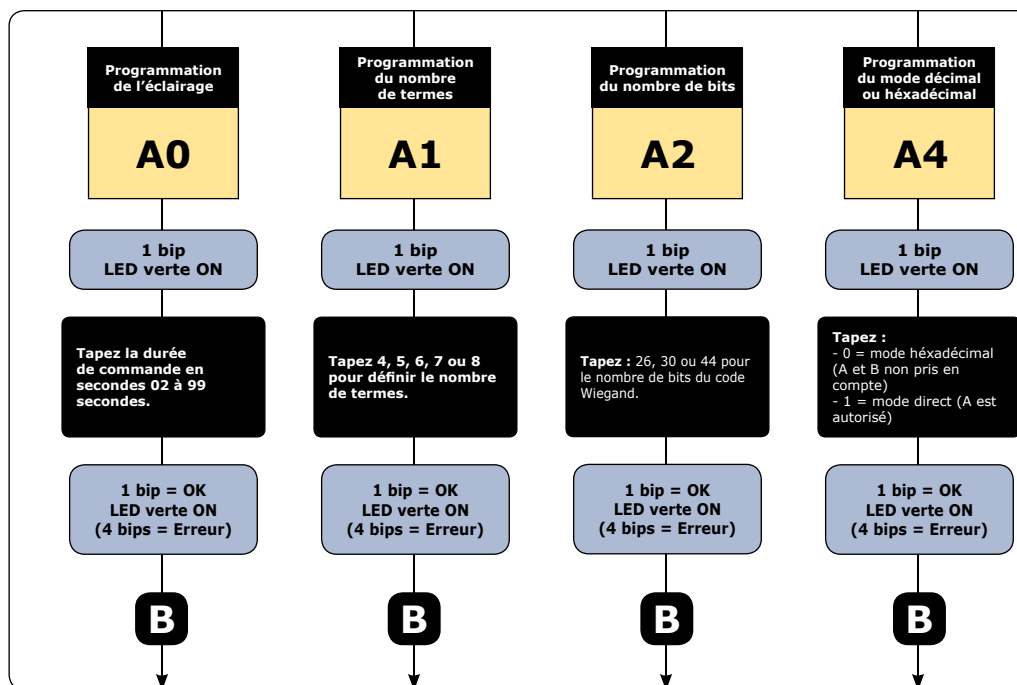 Programmation
de l'éclairage
A0
1 bip
LED verte ON
Tapez la durée
de commande en
secondes 02 à 99
secondes.
1 bip = OK
LED verte ON
(4 bips = Erreur)
B
Programmation
du nombre
de termes
A1
1 bip
LED verte ON
Tapez 4, 5, 6, 7 ou 8
pour définir le nombre
de termes.
1 bip = OK
LED verte ON
(4 bips = Erreur)
B
Programmation
du nombre de bits
A2
1 bip
LED verte ON
Tapez : 26, 30 ou 44 pour
le nombre de bits du code
Wiegand.
1 bip = OK
LED verte ON
(4 bips = Erreur)
B
Programmation
du mode décimal
ou héxadécimal
A4
1 bip
LED verte ON
Tapez :
- 0 = mode héxadécimal
(A et B non pris en
compte)
- 1 = mode direct (A est
autorisé)
1 bip = OK
LED verte ON
(4 bips = Erreur)
B